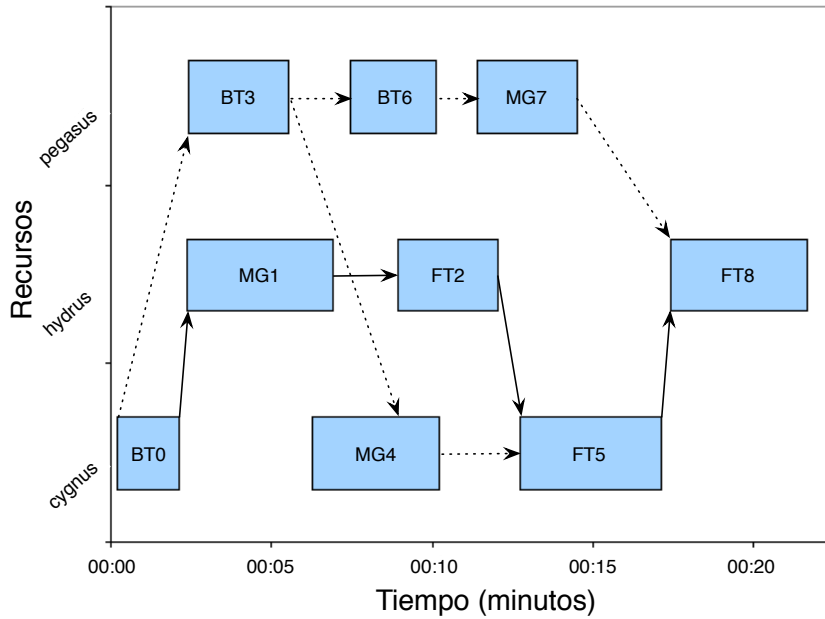 Recursos
pegasus
hydrus
cygnus
BT3
BT6
MG7
MG1
FT2
FT8
BT0
MG4
FT5
00:00
00:05
00:10
00:15
00:20
Tiempo (minutos)